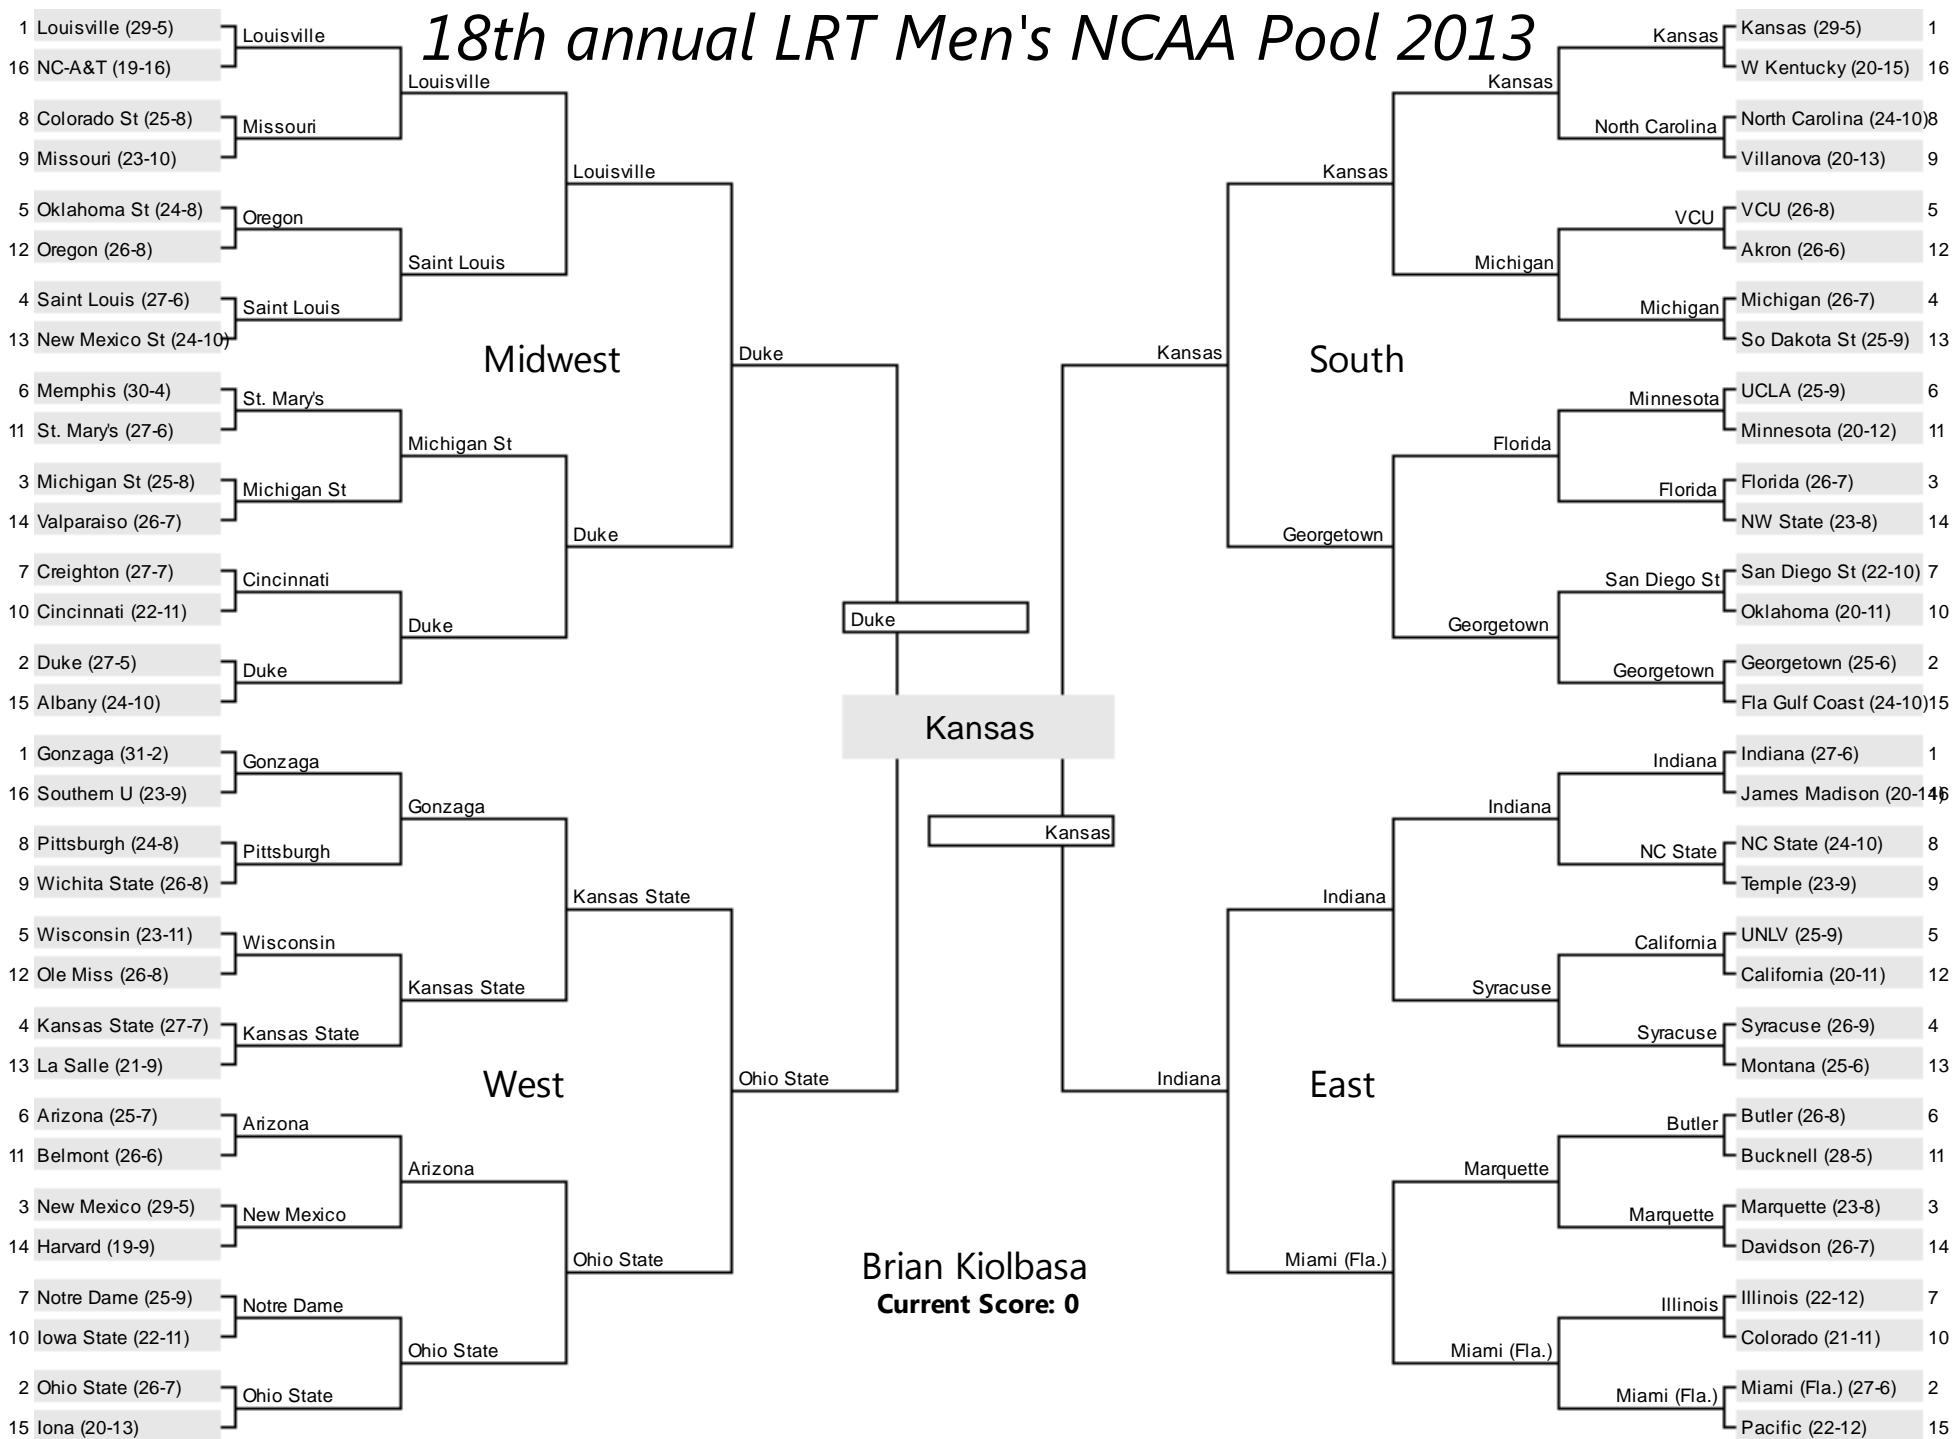 18th annual LRT Men's NCAA Pool 2013
1 Louisville (29-5)
16 NC-A&T (19-16)
8 Colorado St (25-8)
9 Missouri (23-10)
5 Oklahoma St (24-8)
12 Oregon (26-8)
4 Saint Louis (27-6)
13 New Mexico St (24-10)
6 Memphis (30-4)
11 St. Mary's (27-6)
3 Michigan St (25-8)
14 Valparaiso (26-7)
7 Creighton (27-7)
10 Cincinnati (22-11)
2 Duke (27-5)
15 Albany (24-10)
Louisville
Missouri
Oregon
Saint Louis
St. Mary's
Michigan St
Cincinnati
Duke
Louisville
Saint Louis
Michigan St
Duke
Louisville
Duke
Midwest
Duke
1 Gonzaga (31-2)
16 Southern U (23-9)
8 Pittsburgh (24-8)
9 Wichita State (26-8)
5 Wisconsin (23-11)
12 Ole Miss (26-8)
4 Kansas State (27-7)
13 La Salle (21-9)
6 Arizona (25-7)
11 Belmont (26-6)
3 New Mexico (29-5)
14 Harvard (19-9)
7 Notre Dame (25-9)
10 Iowa State (22-11)
2 Ohio State (26-7)
15 Iona (20-13)
Gonzaga
Pittsburgh
Wisconsin
Kansas State
Arizona
New Mexico
Notre Dame
Ohio State
Gonzaga
Kansas State
Arizona
Ohio State
Kansas State
Ohio State
West
Ohio State
Duke
Kansas
Kansas
Brian Kiolbasa
Current Score: 0
Kansas (29-5) 1
W Kentucky (20-15) 16
North Carolina (24-10) 8
Villanova (20-13) 9
VCU (26-8) 5
Akron (26-6) 12
Michigan (26-7) 4
So Dakota St (25-9) 13
UCLA (25-9) 6
Minnesota (20-12) 11
Florida (26-7) 3
NW State (23-8) 14
San Diego St (22-10) 7
Oklahoma (20-11) 10
Georgetown (25-6) 2
Fla Gulf Coast (24-10) 15
Kansas
North Carolina
VCU
Michigan
Minnesota
Florida
San Diego St
Georgetown
Kansas
Michigan
Florida
Georgetown
Kansas
Georgetown
South
Kansas
Indiana (27-6) 1
James Madison (20-14) 16
NC State (24-10) 8
Temple (23-9) 9
UNLV (25-9) 5
California (20-11) 12
Syracuse (26-9) 4
Montana (25-6) 13
Butler (26-8) 6
Bucknell (28-5) 11
Marquette (23-8) 3
Davidson (26-7) 14
Illinois (22-12) 7
Colorado (21-11) 10
Miami (Fla.) (27-6) 2
Pacific (22-12) 15
Indiana
NC State
California
Syracuse
Butler
Marquette
Illinois
Miami (Fla.)
Indiana
Syracuse
Marquette
Miami (Fla.)
Indiana
Miami (Fla.)
East
Indiana